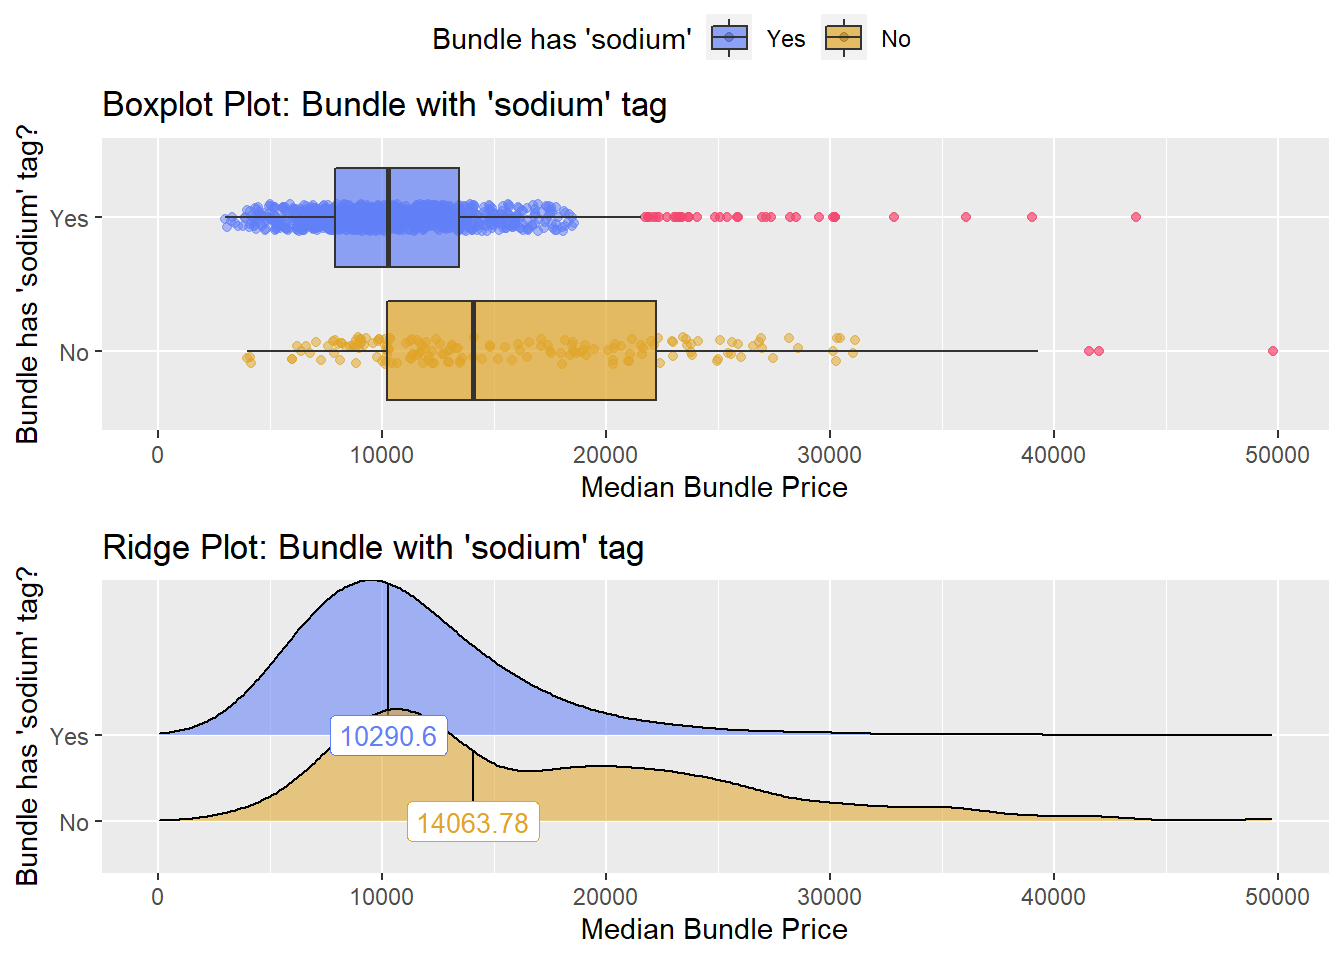 Bundle has 'sodium' Yes No
Boxplot Plot: Bundle with 'sodium' tag
Bundle has 'sodium' tag?
Yes
No
0 10000 20000 30000 40000 50000
Median Bundle Price
Ridge Plot: Bundle with 'sodium' tag
Bundle has 'sodium' tag?
Yes
10290.6
No
14063.78
0 10000 20000 30000 40000 50000
Median Bundle Price